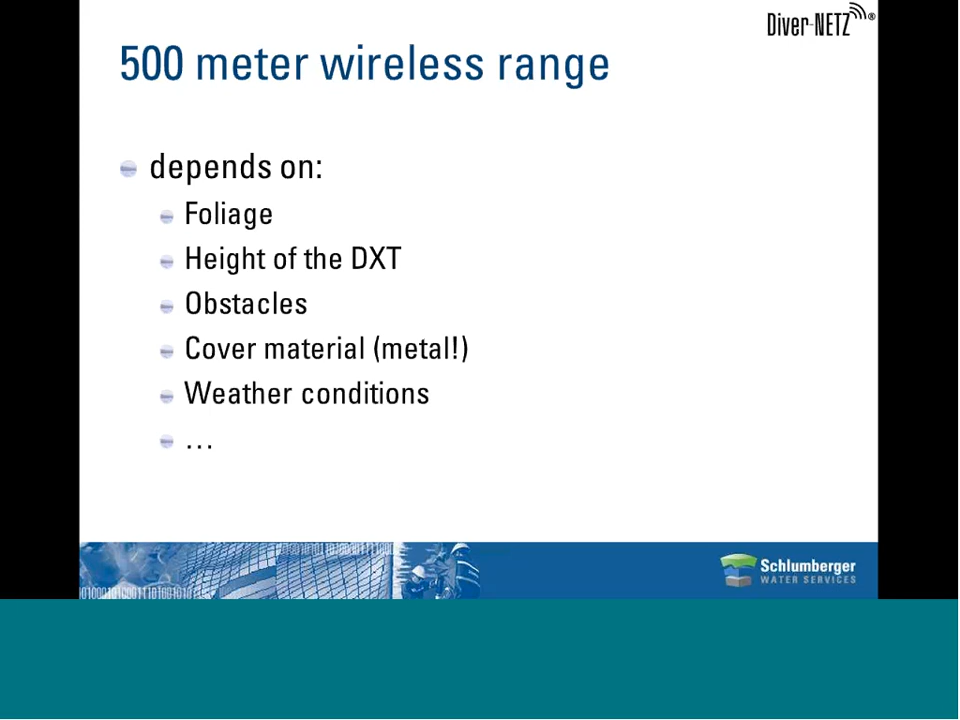 Diver-NETZ®
500 meter wireless range
depends on:
Foliage
Height of the DXT
Obstacles
Cover material (metal!)
Weather conditions
…
Schlumberger
WATER SERVICES